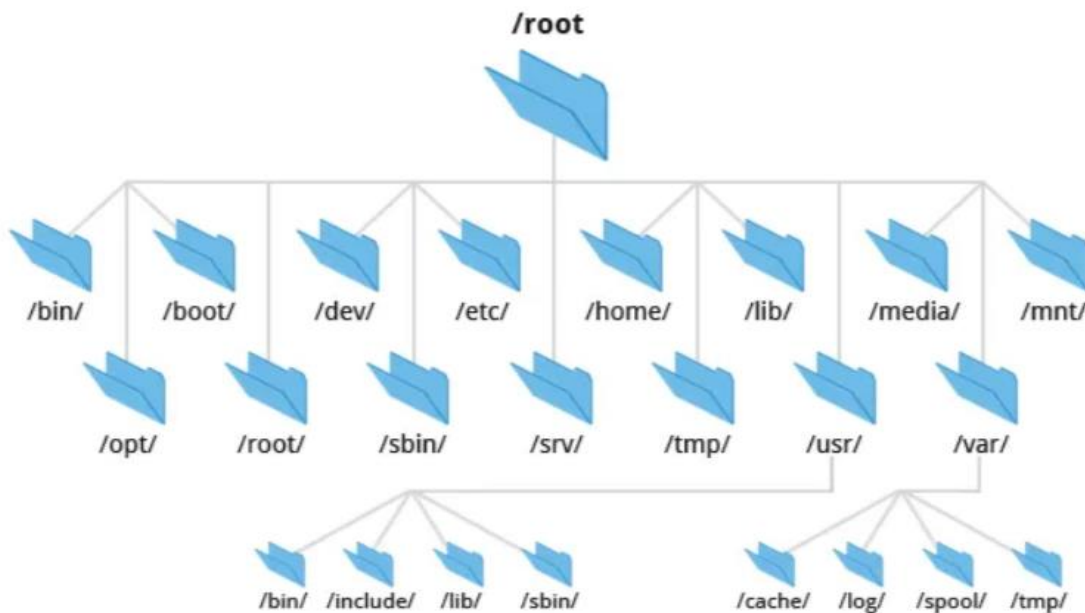 /root
/bin/ /boot/ /dev/ /etc/ /home/ /lib/ /media/ /mnt/
/opt/ /root/ /sbin/ /srv/ /tmp/ /usr/ /var/
/bin/ /include/ /lib/ /sbin/ /cache/ /log/ /spool/ /tmp/